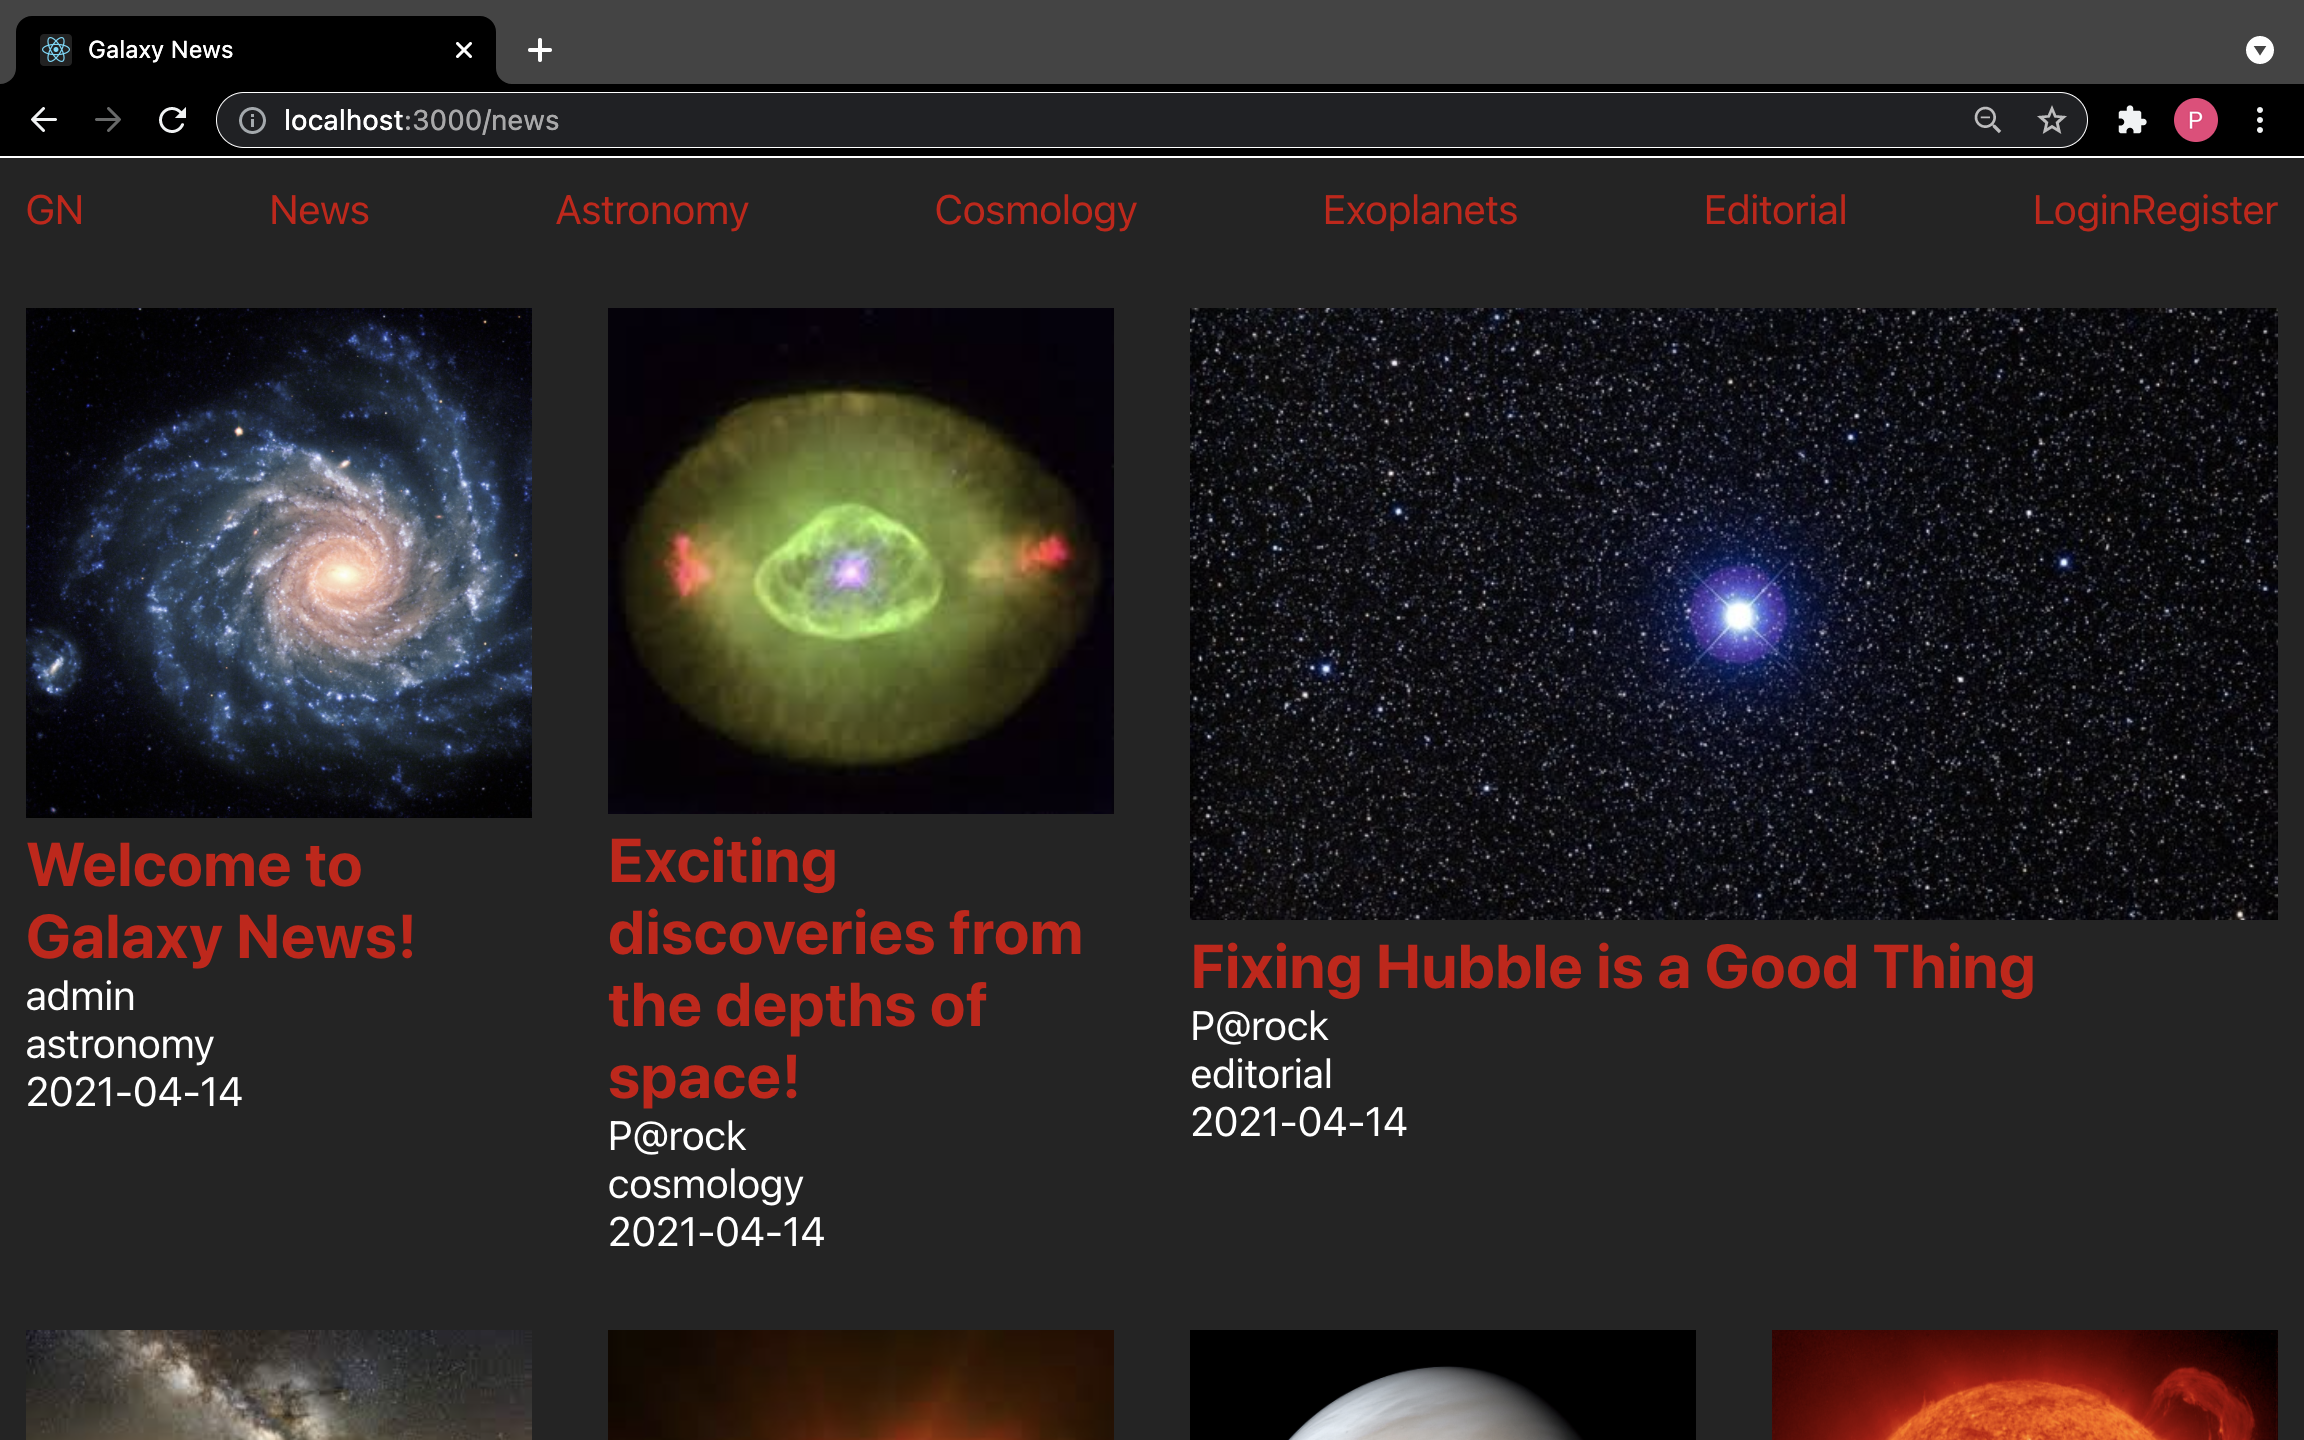 Galaxy News
localhost:3000/news
P
GN News Astronomy Cosmology Exoplanets Editorial LoginRegister
Welcome to
Galaxy News!
admin
astronomy
2021-04-14
Exciting
discoveries from
the depths of
space!
P@rock
cosmology
2021-04-14
Fixing Hubble is a Good Thing
P@rock
editorial
2021-04-14